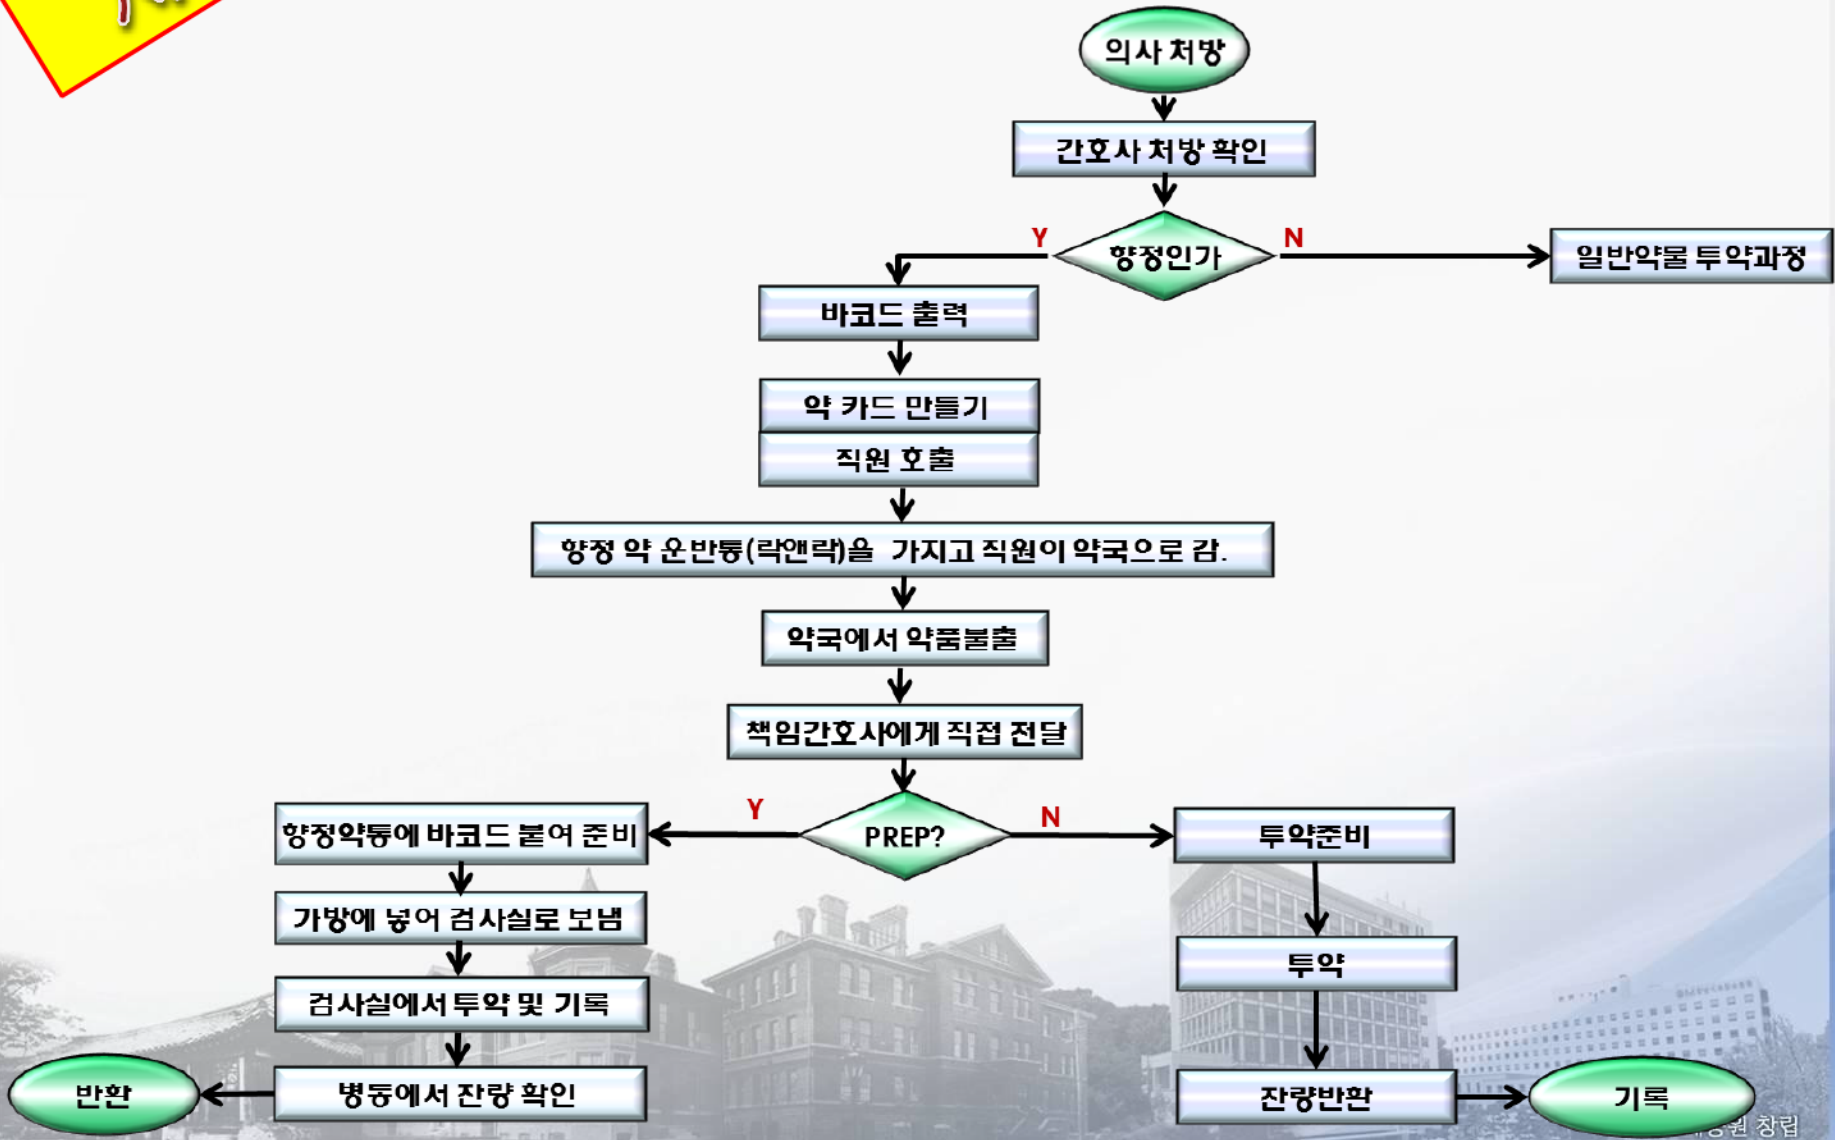 의사 처방
간호사 처방 확인
Y
향정인가
N
일반약물 투약과정
바코드 출력
약 카드 만들기
직원 호출
향정 약 운반통(락앤락)을 가지고 직원이 약국으로 감.
약국에서 약품불출
책임간호사에게 직접 전달
Y
PREP?
N
향정약통에 바코드 붙여 준비
투약준비
가방에 넣어 검사실로 보냄
투약
검사실에서 투약 및 기록
반환
병동에서 잔량 확인
잔량반환
기록
창립